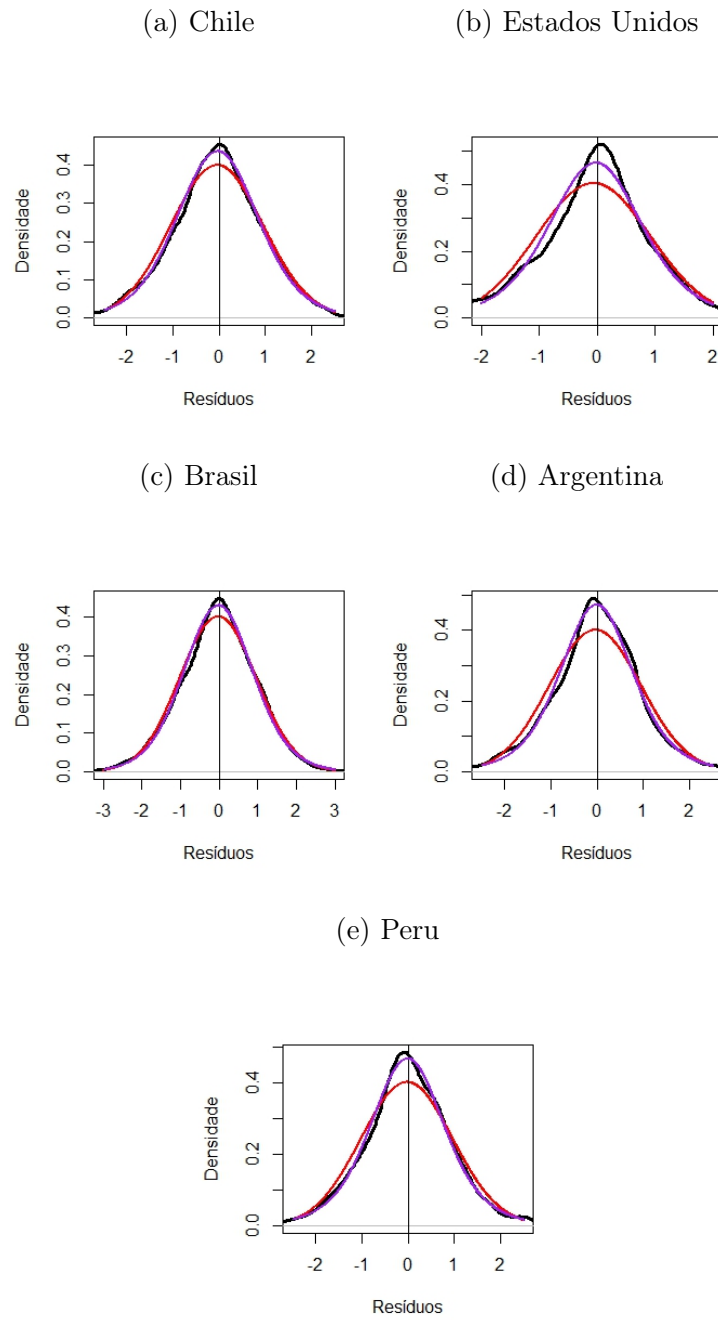 (a) Chile
(b) Estados Unidos
Densidade
0.0 0.1 0.2 0.3 0.4
-2 -1 0 1 2
Resíduos
Densidade
0.0 0.2 0.4
-2 -1 0 1 2
Resíduos
(c) Brasil
(d) Argentina
Densidade
0.0 0.1 0.2 0.3 0.4
-3 -2 -1 0 1 2 3
Resíduos
Densidade
0.0 0.2 0.4
-2 -1 0 1 2
Resíduos
(e) Peru
Densidade
0.0 0.2 0.4
-2 -1 0 1 2
Resíduos